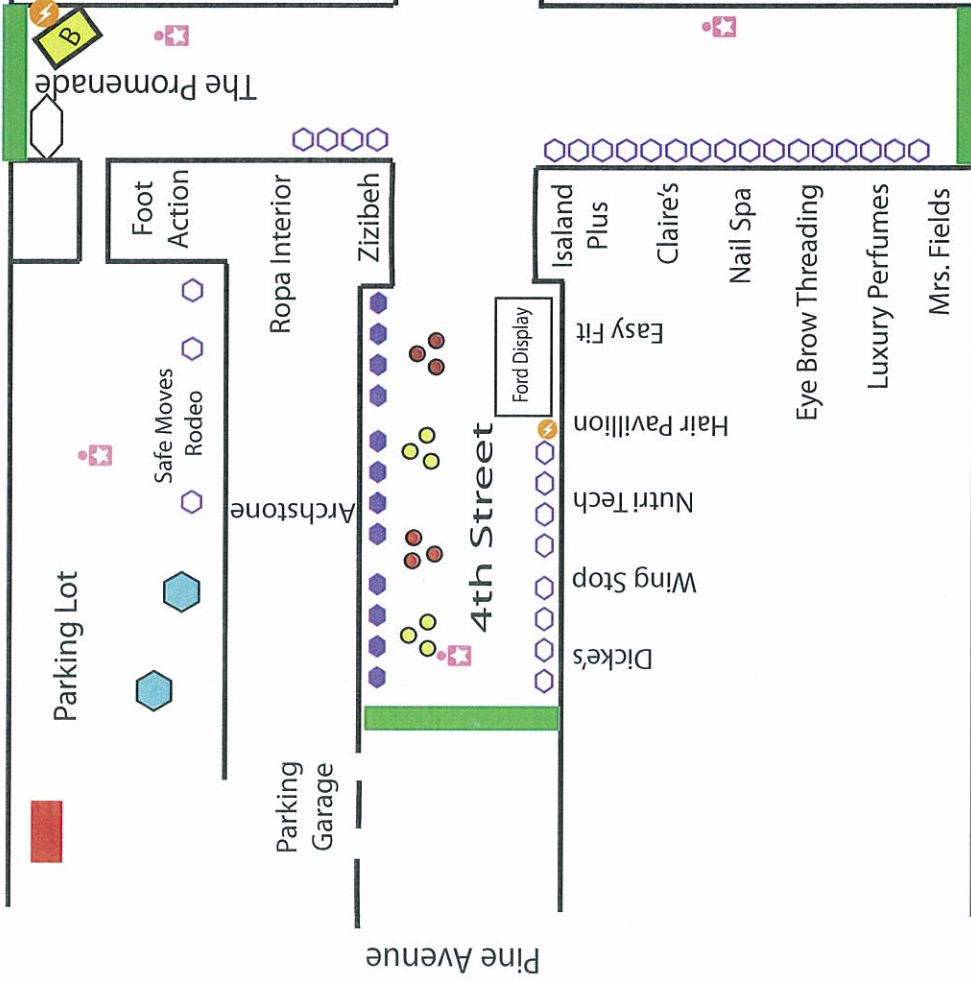 B
The Promenade
Foot
Action
Ropa Interior
Zizibeh
Isaland
Plus
Claire's
Nail Spa
Eye Brow Threading
Luxury Perfumes
Mrs. Fields
Easy Fit
Ford Display
Hair Pavillion
Nutri Tech
Wing Stop
Dicke's
4th Street
Safe Moves
Rodeo
Archstone
Parking Lot
Parking
Garage
Pine Avenue